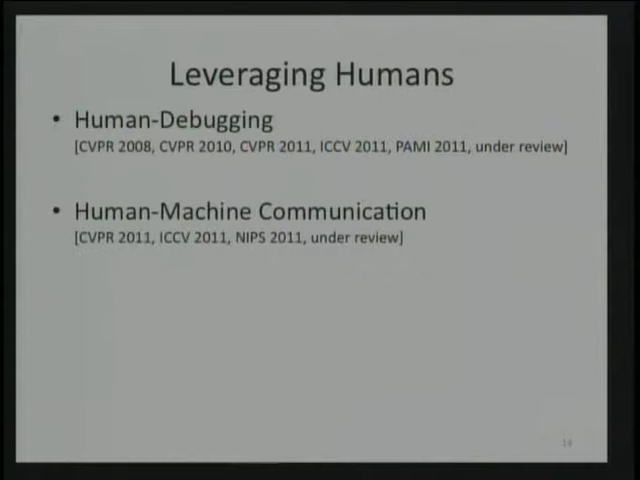 Leveraging Humans
• Human-Debugging
[CVPR 2008, CVPR 2010, CVPR 2011, ICCV 2011, PAMI 2011, under review]
• Human-Machine Communication
[CVPR 2011, ICCV 2011, NIPS 2011, under review]